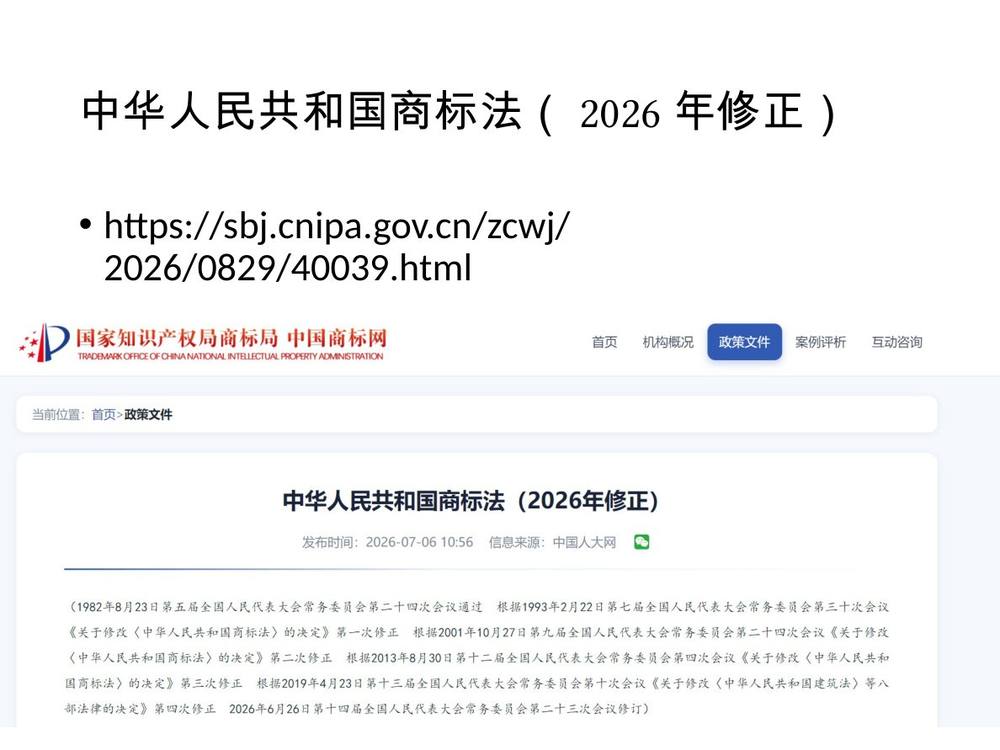 中华人民共和国商标法（ 2026 年修正）
• https://sbj.cnipa.gov.cn/zcwj/
2026/0829/40039.html
国家知识产权局商标局 中国商标网
TRADEMARK OFFICE OF CHINA NATIONAL INTELLECTUAL PROPERTY ADMINISTRATION
首页 机构概况 政策文件 案例评析 互动咨询
当前位置：首页>政策文件
中华人民共和国商标法（2026年修正）
发布时间：2026-07-06 10:56 信息来源：中国人大网
（1982年8月23日第五届全国人民代表大会常务委员会第二十四次会议通过 根据1993年2月22日第七届全国人民代表大会常务委员会第三十次会议
《关于修改〈中华人民共和国商标法〉的决定》第一次修正 根据2001年10月27日第九届全国人民代表大会常务委员会第二十四次会议《关于修改
〈中华人民共和国商标法〉的决定》第二次修正 根据2013年8月30日第十二届全国人民代表大会常务委员会第四次会议《关于修改〈中华人民共和
国商标法〉的决定》第三次修正 根据2019年4月23日第十三届全国人民代表大会常务委员会第十次会议《关于修改〈中华人民共和国建筑法〉等八
部法律的决定》第四次修正 2026年6月26日第十四届全国人民代表大会常务委员会第二十三次会议修订）